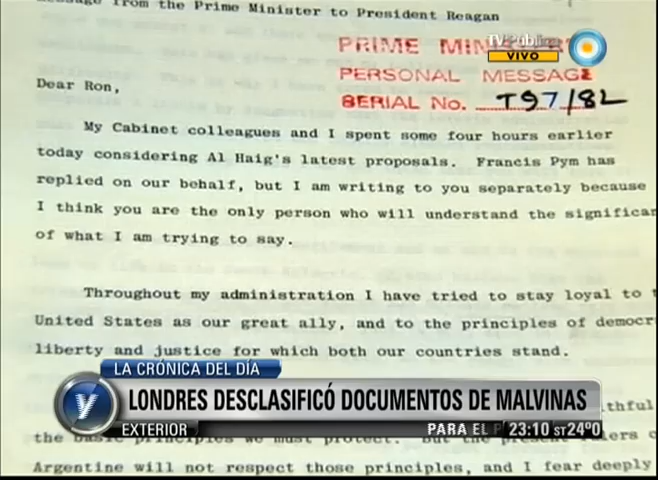 Message from the Prime Minister to President Reagan
TV Pública
VIVO
PRIME MINISTER'S
PERSONAL MESSAGE
SERIAL No. T97/82
Dear Ron,
My Cabinet colleagues and I spent some four hours earlier
today considering Al Haig's latest proposals. Francis Pym has
replied on our behalf, but I am writing to you separately because
I think you are the only person who will understand the significan
of what I am trying to say.
Throughout my administration I have tried to stay loyal to t
United States as our great ally, and to the principles of democr
liberty and justice for which both our countries stand.
LA CRÓNICA DEL DÍA
LONDRES DESCLASIFICÓ DOCUMENTOS DE MALVINAS
EXTERIOR
PARA EL P
23:10 ST 24º0
thful
the basic principles we must protect. But the present rulers o
Argentine will not respect those principles, and I fear deeply